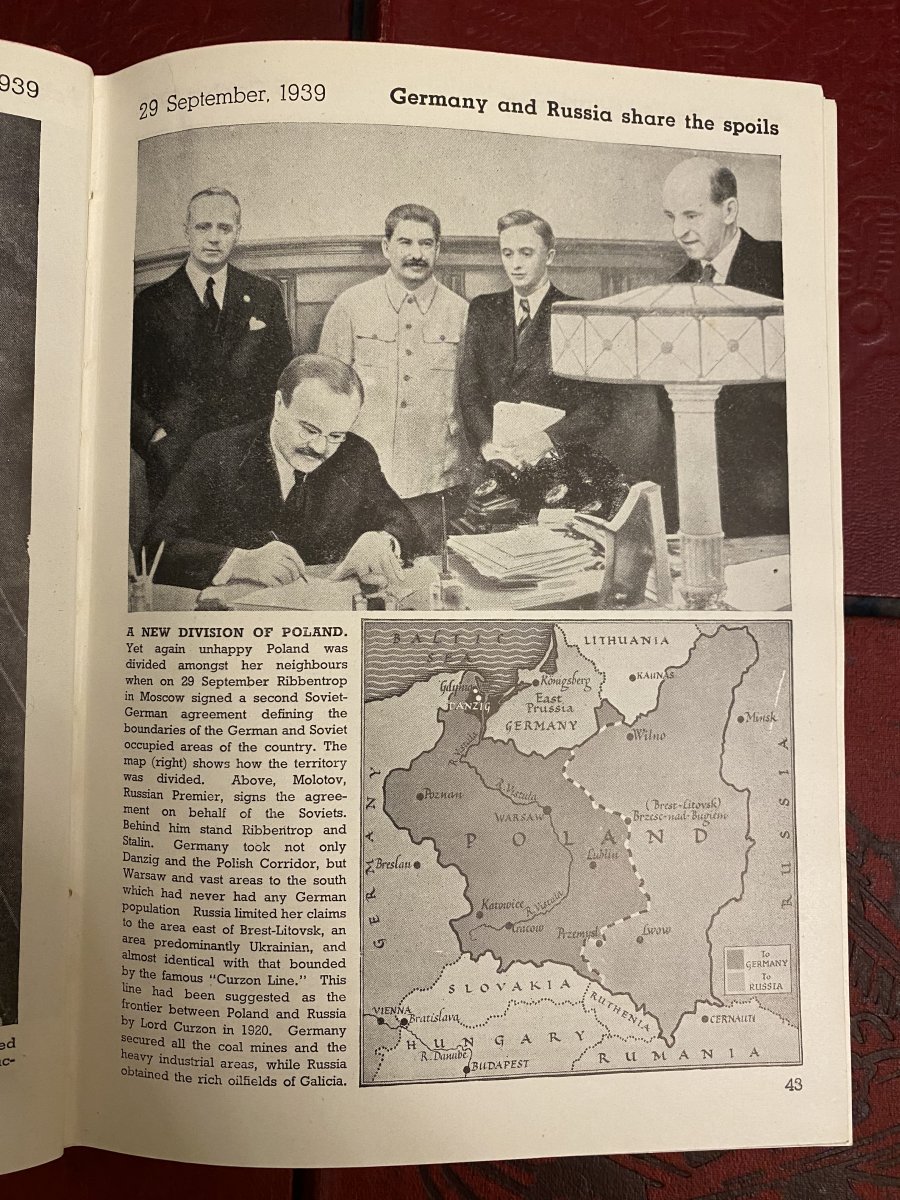 939
29 September, 1939
Germany and Russia share the spoils
A NEW DIVISION OF POLAND.
Yet again unhappy Poland was
divided amongst her neighbours
when on 29 September Ribbentrop
in Moscow signed a second Soviet-
German agreement defining the
boundaries of the German and Soviet
occupied areas of the country. The
map (right) shows how the territory
was divided. Above, Molotov,
Russian Premier, signs the agree-
ment on behalf of the Soviets.
Behind him stand Ribbentrop and
Stalin. Germany took not only
Danzig and the Polish Corridor, but
Warsaw and vast areas to the south
which had never had any German
population Russia limited her claims
to the area east of Brest-Litovsk, an
area predominantly Ukrainian, and
almost identical with that bounded
by the famous "Curzon Line." This
line had been suggested as the
frontier between Poland and Russia
by Lord Curzon in 1920. Germany
secured all the coal mines and the
heavy industrial areas, while Russia
obtained the rich oilfields of Galicia.
BALTIC
SEA
LITHUANIA
KAUNAS
Königsberg
Gdynia
DANZIG
East
Prussia
GERMANY
Minsk
Wilno
R. Vistula
R. Vistula
Poznan
WARSAW
(Brest-Litovsk)
Brzesc-nad-Bugiem
POLAND
GERMANY
RUSSIA
Lublin
Breslau
Katowice
R. Vistula
Cracow
Przemysl
Lwow
To
GERMANY
To
RUSSIA
SLOVAKIA
RUTHENIA
CERNAUTI
VIENNA
Bratislava
HUNGARY
R. Danube
BUDAPEST
RUMANIA
43
ed
c-